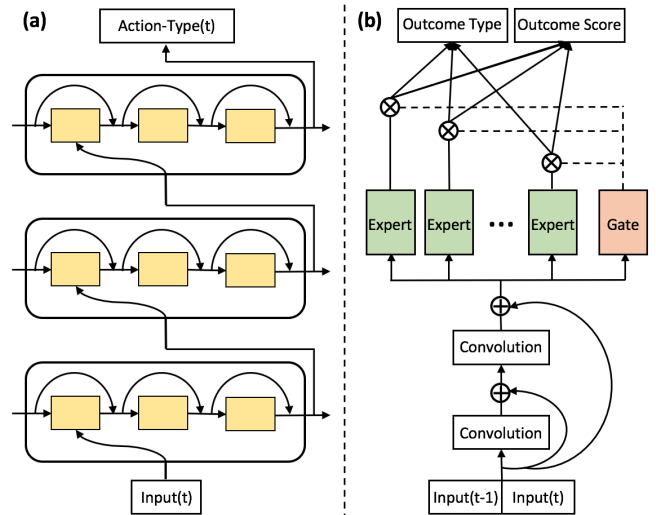 (a)
Action-Type(t)
Input(t)
(b)
Outcome Type
Outcome Score
Expert
Expert
•••
Expert
Gate
Convolution
Convolution
Input(t-1)
Input(t)